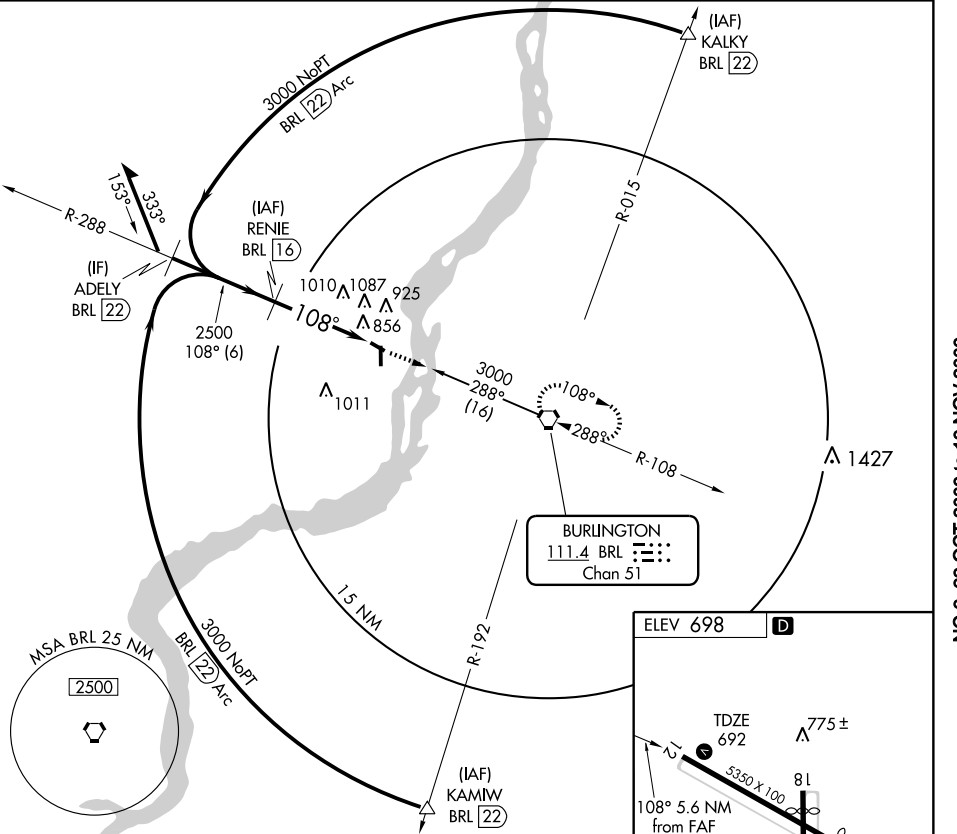 (IAF)
KALKY
BRL 22
3000 NoPT
BRL 22 Arc
R-015
153°
333°
R-288
(IAF)
RENIE
BRL 16
(IF)
ADELY
BRL 22
1010
1087
925
856
108°
2500
108° (6)
1011
3000
288°
(16)
108°
288°
R-108
1427
BURLINGTON
111.4 BRL
Chan 51
15 NM
R-192
3000 NoPT
BRL 22 Arc
MSA BRL 25 NM
2500
(IAF)
KAMIW
BRL 22
ELEV 698 D
TDZE
692
775 ±
12
5350 X 100
18
108° 5.6 NM
from FAF